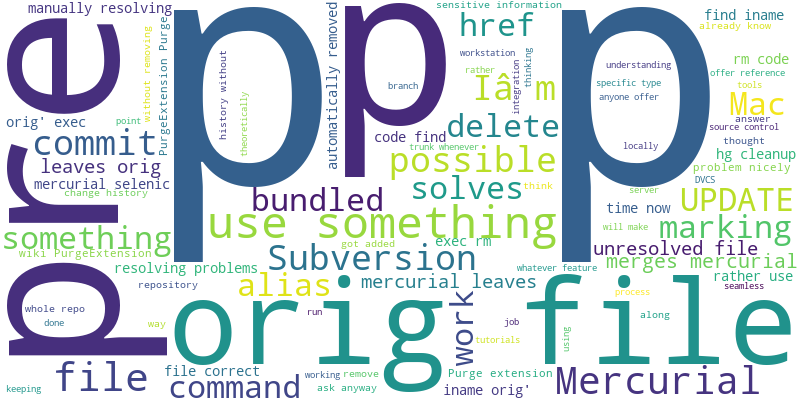 manually resolving
sensitive information
find iname
already know
href
pre
p
p
p
without removing
PurgeExtension Purge
history without
theoretically
automatically removed
workstation
rather
integration
thinking
understanding
rm code
offer reference
specific type
tools
branch
Iâ m
anyone offer
Mac
answer
orig' exec
point
delete
source control
commit
code find
thought
trunk whenever
locally
hg cleanup
leaves orig
possible
problem nicely
mercurial selenic
solves
think
DVCS
change history
bundled
server
UPDATE
use something
time now
something
marking
will make
got added
exec rm
unresolved file
wiki PurgeExtension
Subversion
merges mercurial
resolving problems
whatever feature
rather use
whole repo
repository
alias
mercurial leaves
seamless
process
orig file
done
way
run
work
job
along
tutorials
using
file
file correct
working
remove
Purge extension
Mercurial
keeping
command
ask anyway
iname orig'